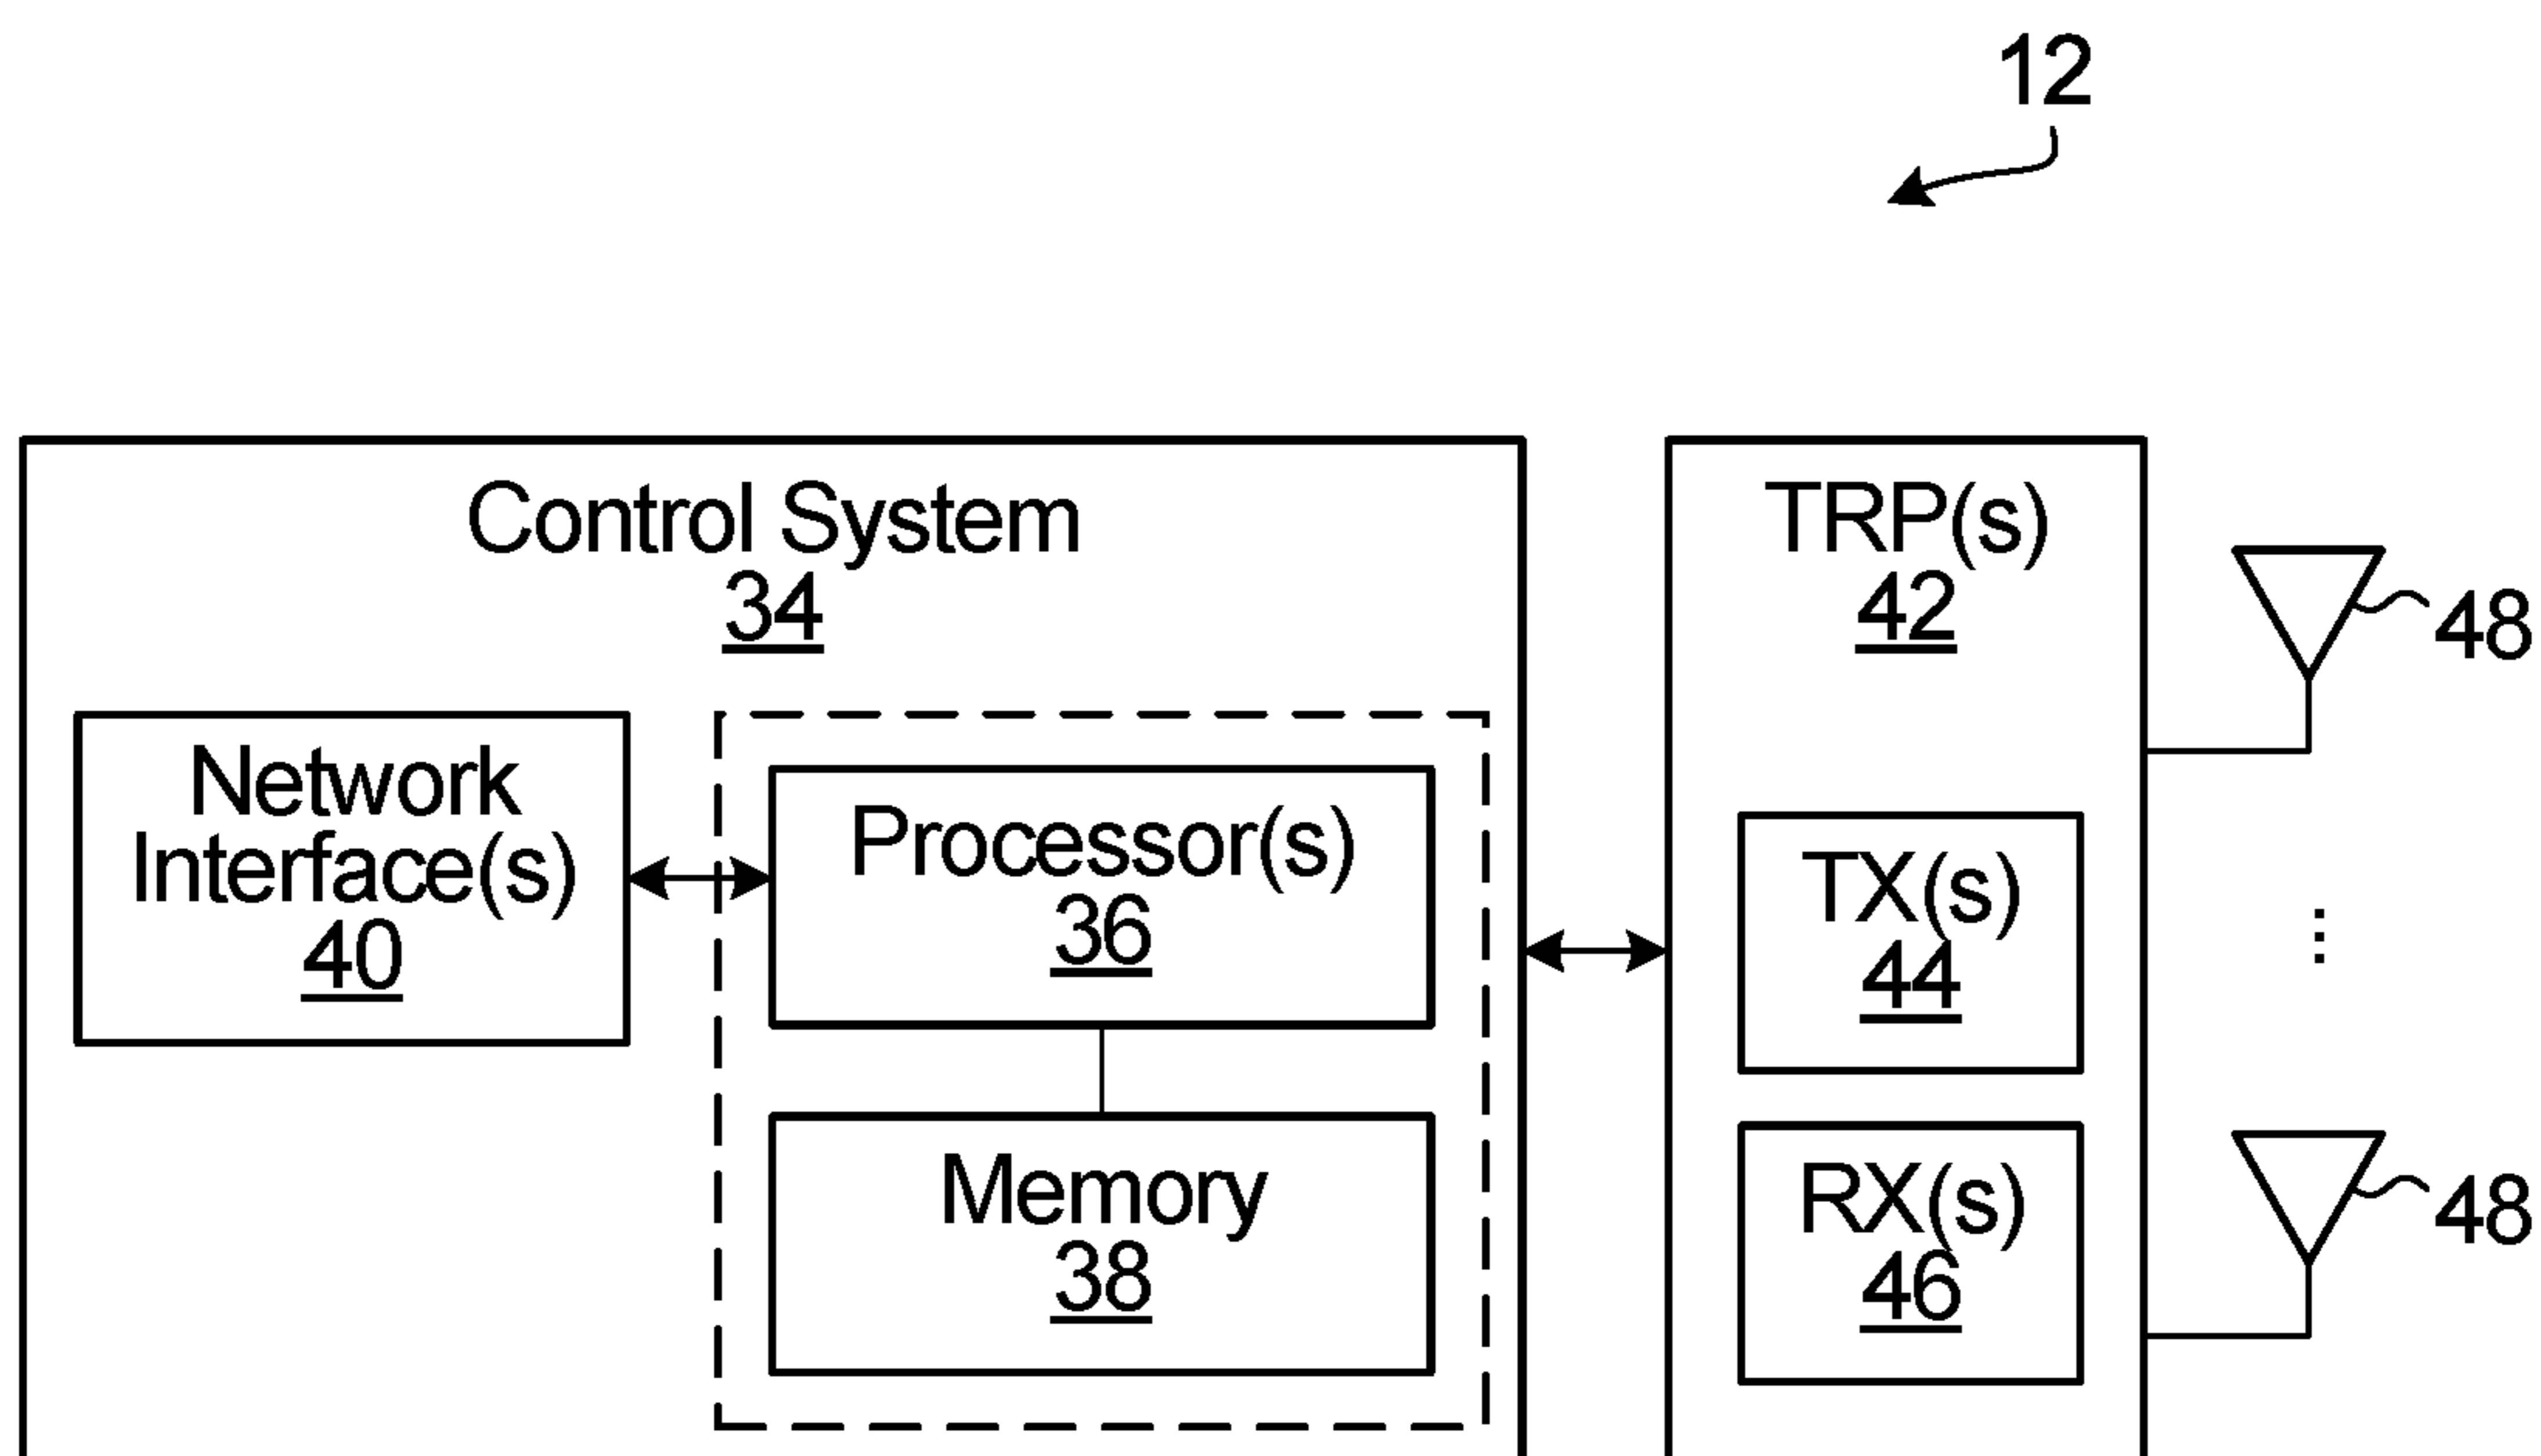 12
Control System
34
Network
Interface(s)
40
Processor(s)
36
Memory
38
TRP(s)
42
TX(s)
44
RX(s)
46
48
⋮
48